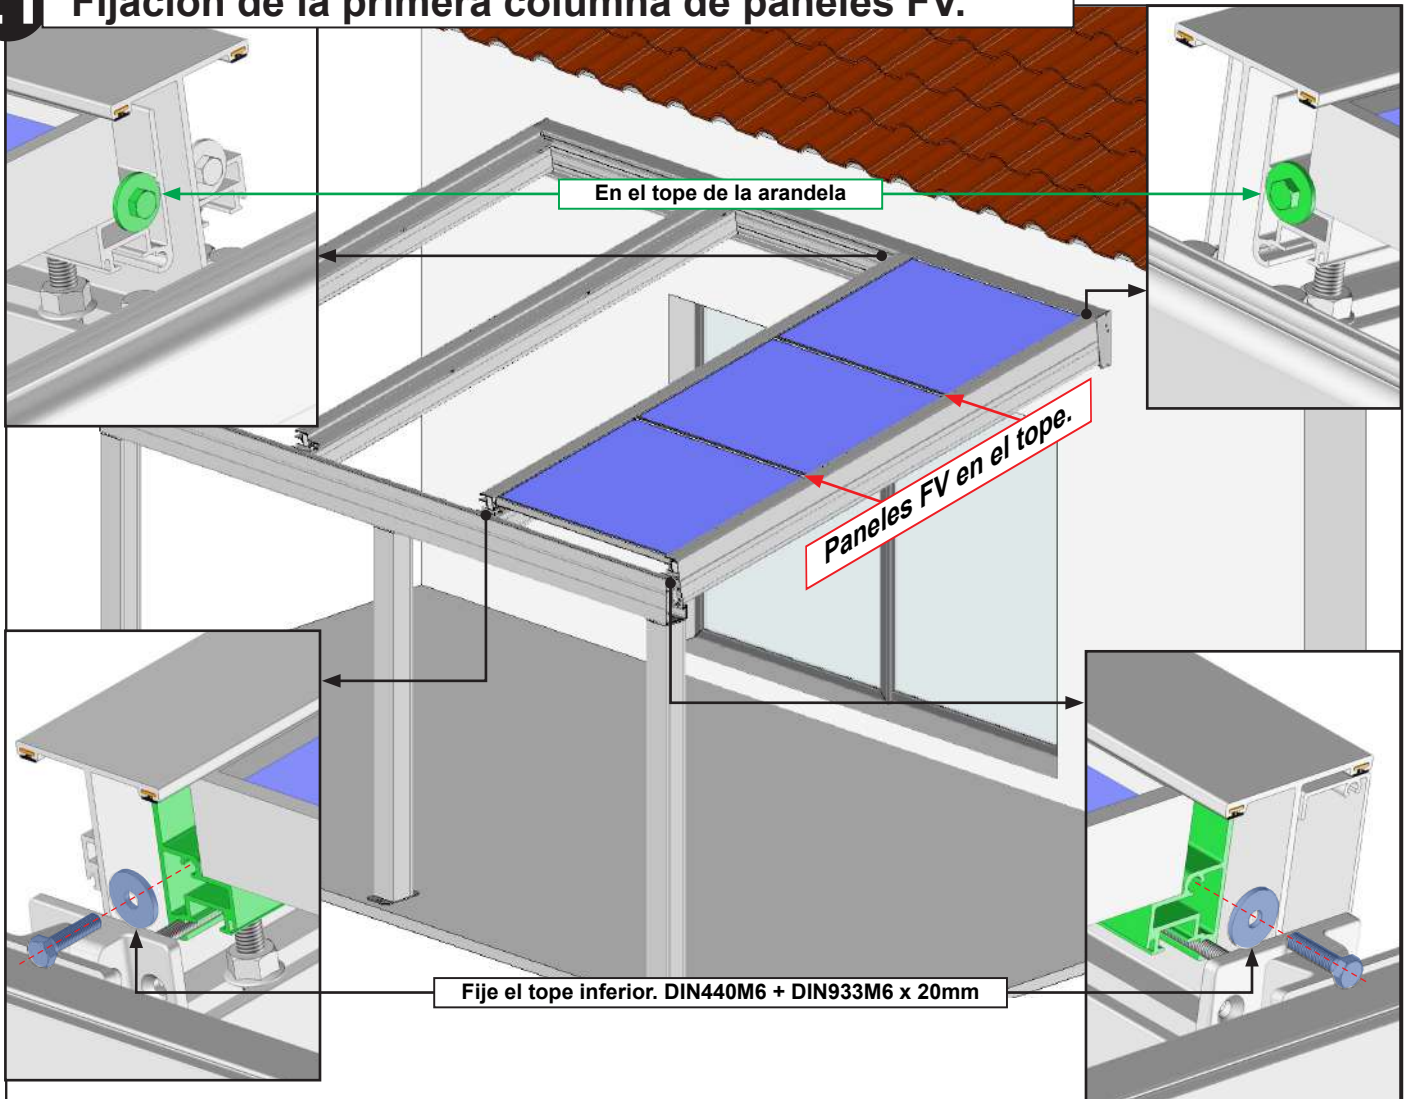 Fijación de la primera columna de paneles FV.
En el tope de la arandela
Paneles FV en el tope.
Fije el tope inferior. DIN440M6 + DIN933M6 x 20mm